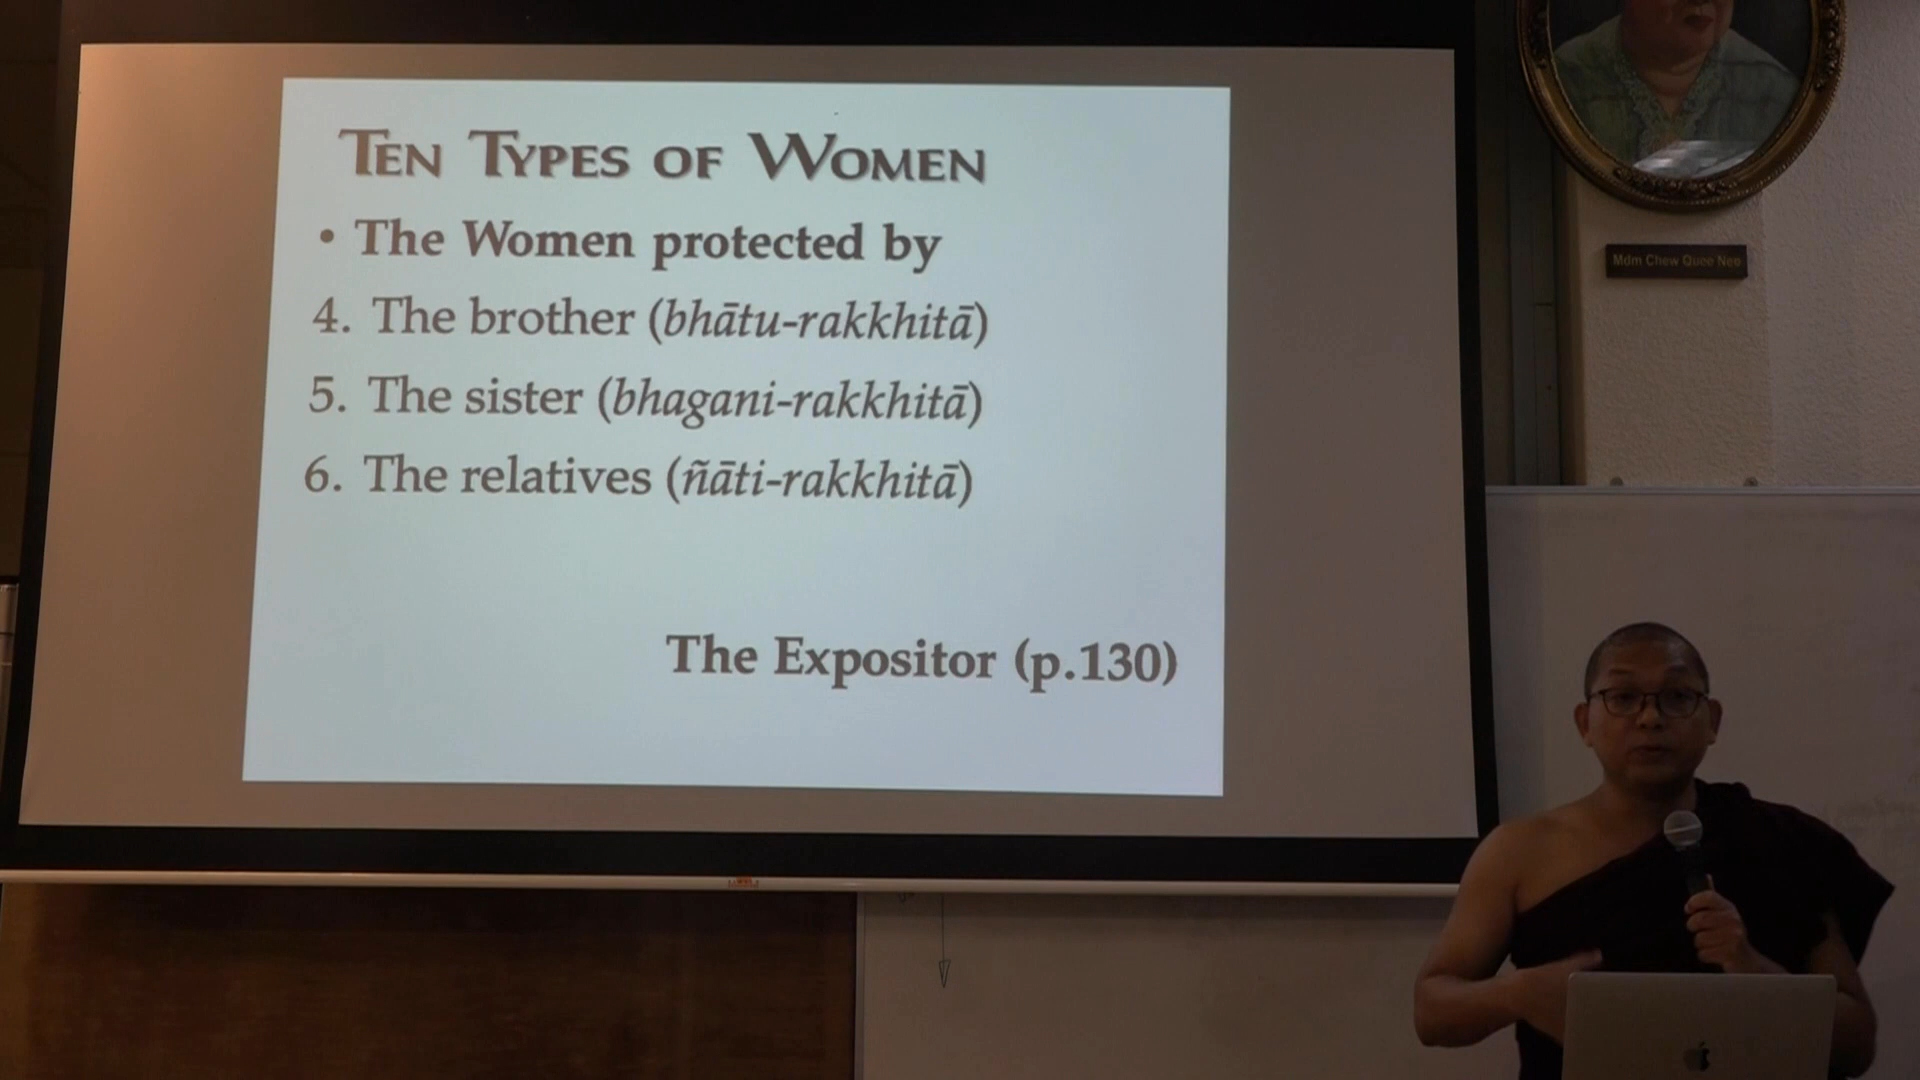 Ten Types of Women
• The Women protected by
4. The brother (bhātu-rakkhitā)
5. The sister (bhagani-rakkhitā)
6. The relatives (ñāti-rakkhitā)
The Expositor (p.130)
Mdm Chew Quee Neo